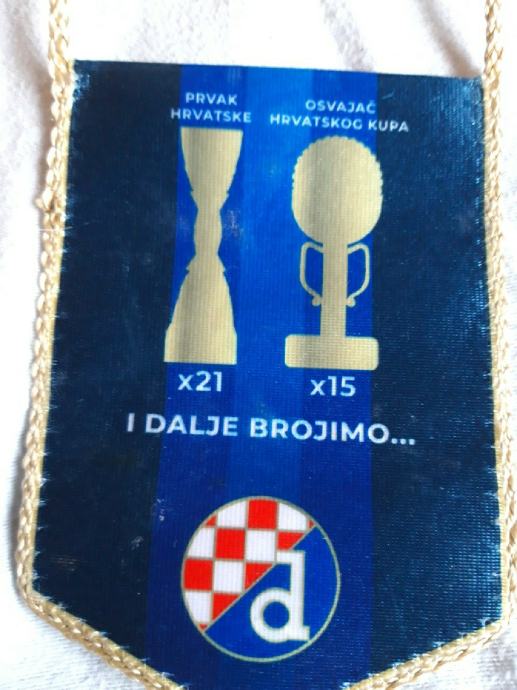 PRVAK
HRVATSKE
OSVAJAČ
HRVATSKOG KUPA
x21
x15
I DALJE BROJIMO...
d